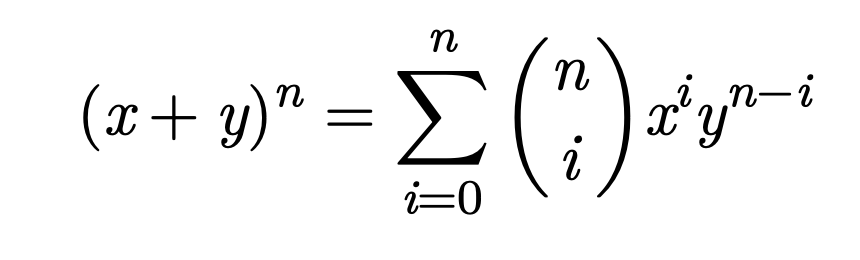 (x + y)^n = \sum_{i=0}^{n} \binom{n}{i} x^i y^{n-i}